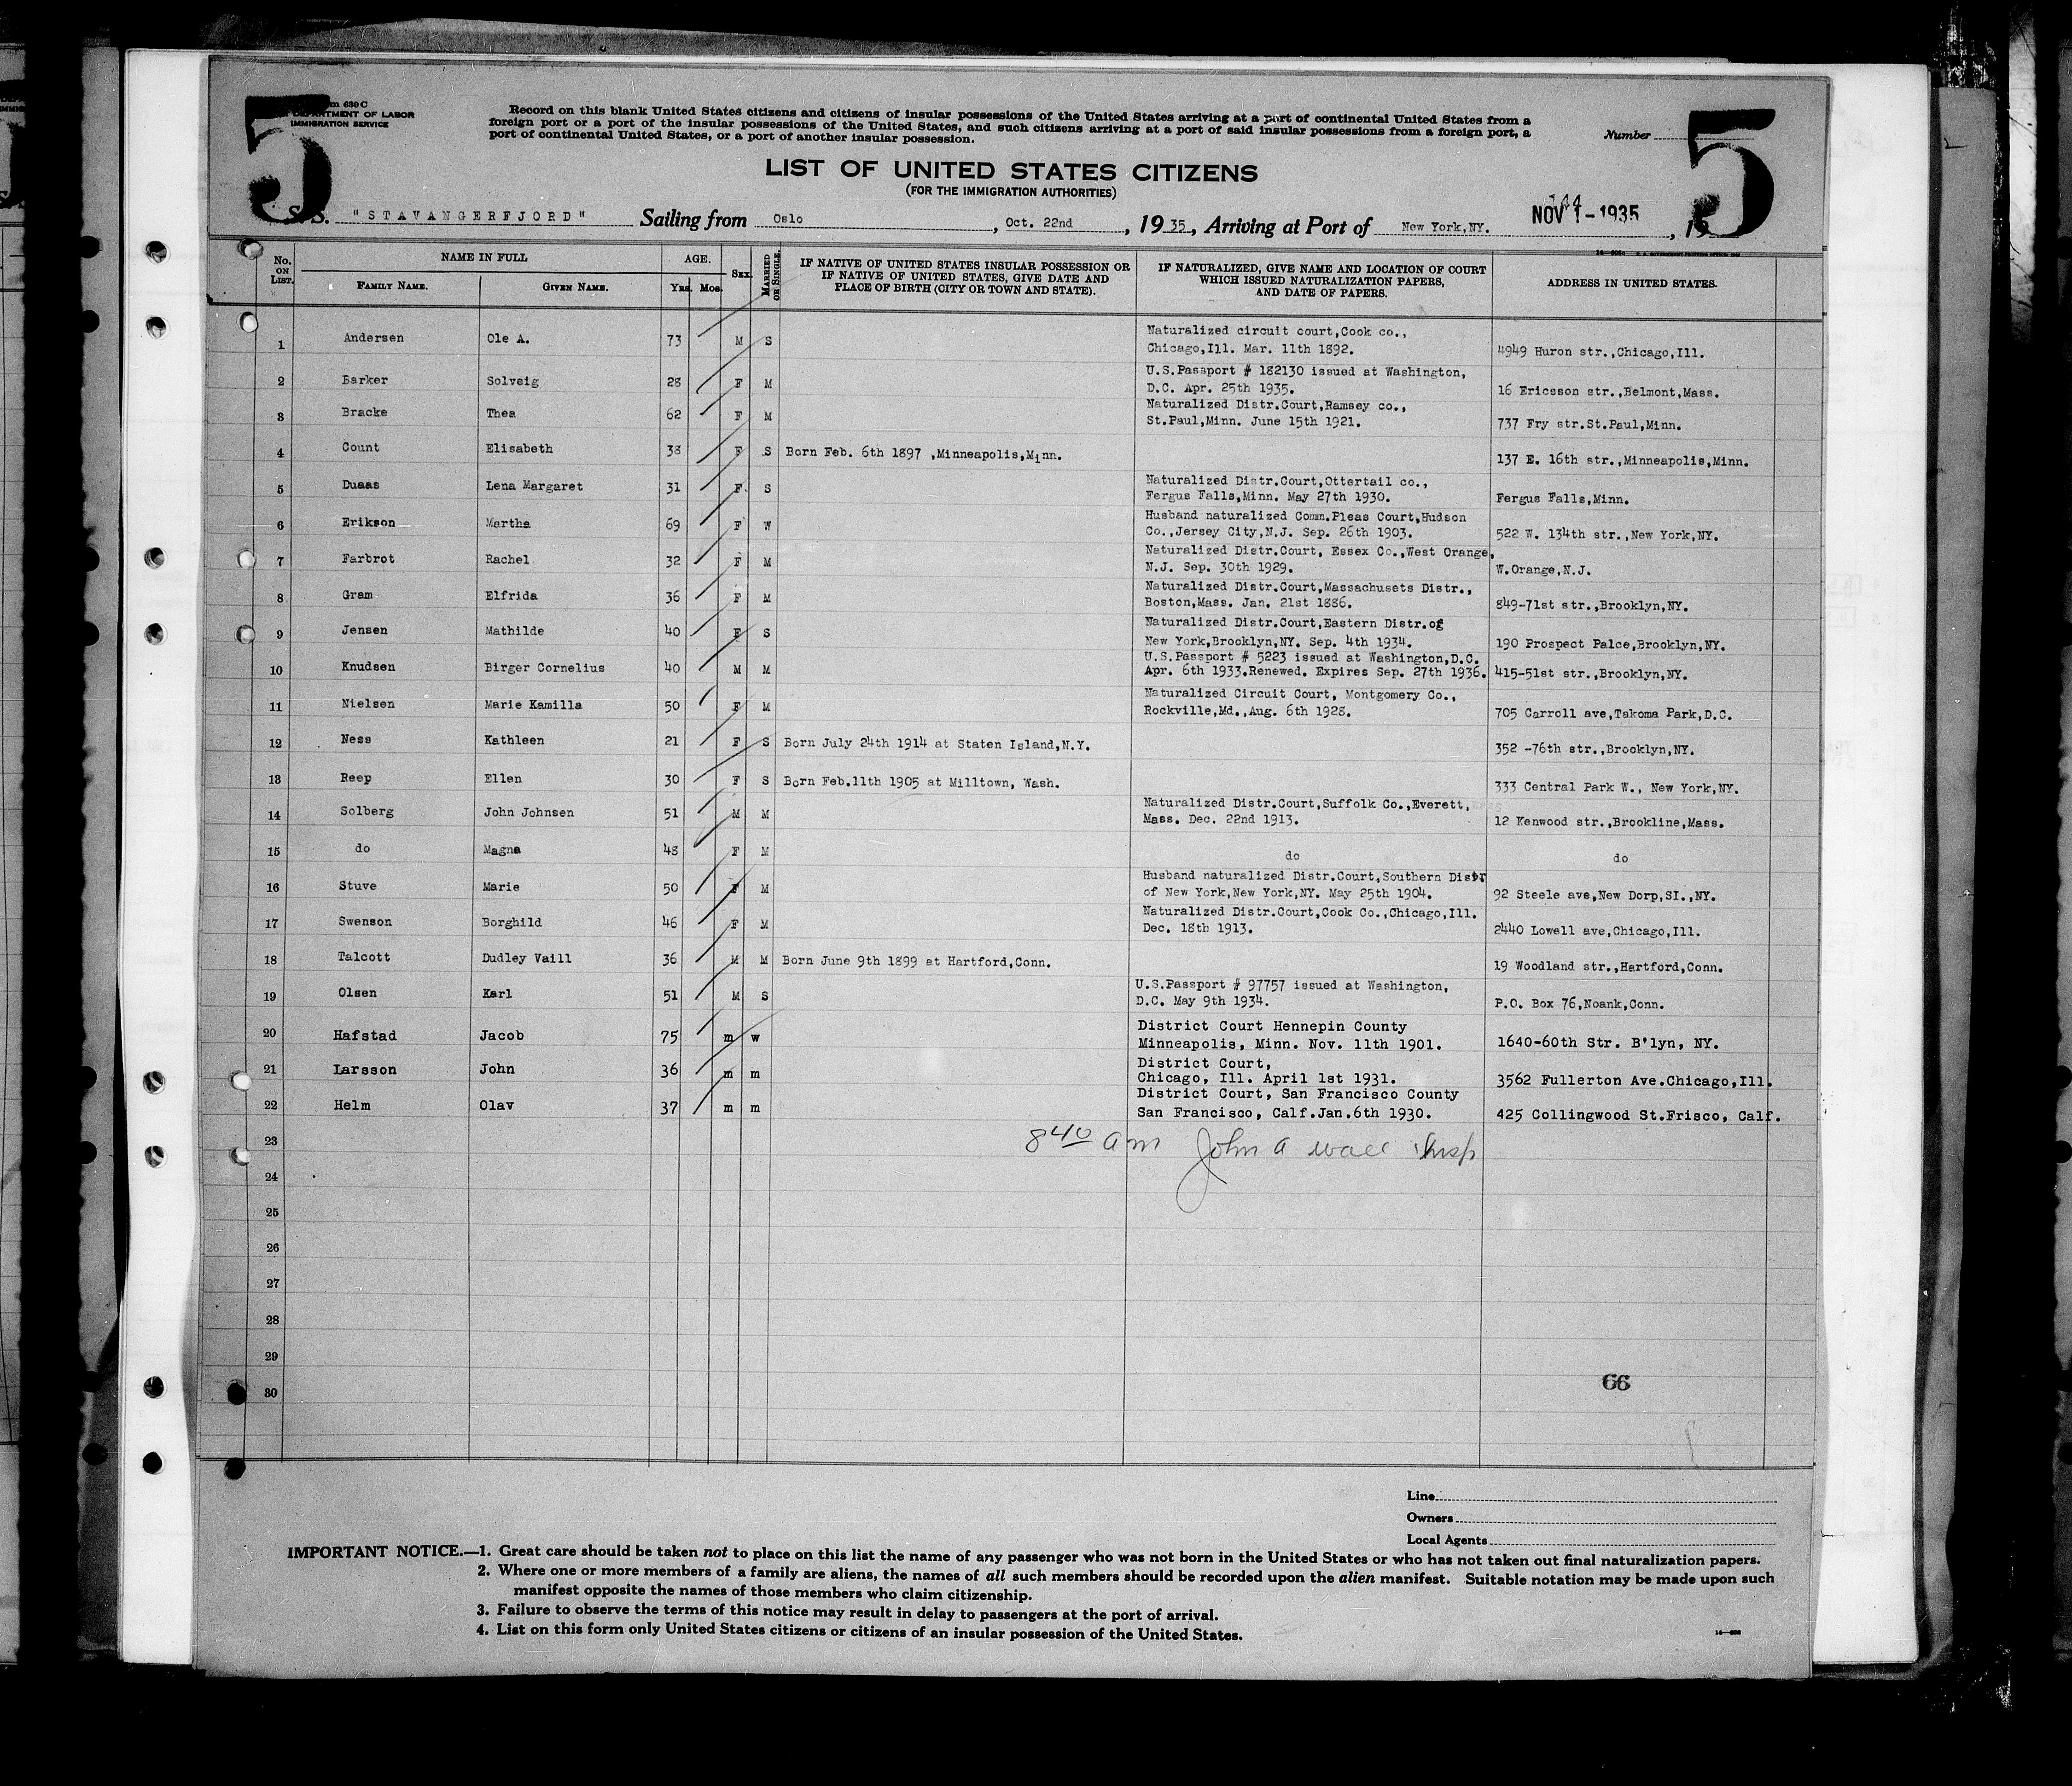 5
5
Form 630 C
DEPARTMENT OF LABOR
IMMIGRATION SERVICE
Record on this blank United States citizens and citizens of insular possessions of the United States arriving at a port of continental United States from a
foreign port or a port of the insular possessions of the United States, and such citizens arriving at a port of said insular possessions from a foreign port, a
port of continental United States, or a port of another insular possession.
Number
LIST OF UNITED STATES CITIZENS
(FOR THE IMMIGRATION AUTHORITIES)
S.S. "STAVANGERFJORD" Sailing from Oslo, Oct. 22nd, 19 35, Arriving at Port of New York,NY. NOV 1-1935, 19
No. ON LIST. NAME IN FULL AGE. SEX. MARRIED OR SINGLE. IF NATIVE OF UNITED STATES INSULAR POSSESSION OR IF NATIVE OF UNITED STATES, GIVE DATE AND PLACE OF BIRTH (CITY OR TOWN AND STATE). IF NATURALIZED, GIVE NAME AND LOCATION OF COURT WHICH ISSUED NATURALIZATION PAPERS, AND DATE OF PAPERS. ADDRESS IN UNITED STATES.
FAMILY NAME. GIVEN NAME. Yrs. Mos.
1 Andersen Ole A. 73 M S Naturalized circuit court,Cook co.,
Chicago,Ill. Mar. 11th 1892. 4949 Huron str.,Chicago,Ill.
2 Barker Solveig 28 F M U.S.Passport # 182130 issued at Washington,
D.C. Apr. 25th 1935. 16 Ericsson str.,Belmont,Mass.
3 Bracke Thea 62 F M Naturalized Distr.Court,Ramsey co.,
St.Paul,Minn. June 15th 1921. 737 Fry str.St.Paul,Minn.
4 Count Elisabeth 38 F S Born Feb. 6th 1897 ,Minneapolis,Minn. 137 E. 16th str.,Minneapolis,Minn.
5 Duaas Lena Margaret 31 F S Naturalized Distr.Court,Ottertail co.,
Fergus Falls,Minn. May 27th 1930. Fergus Falls,Minn.
6 Erikson Martha 69 F W Husband naturalized Comm.Pleas Court,Hudson
Co.,Jersey City,N.J. Sep. 26th 1903. 522 W. 134th str.,New York,NY.
7 Farbrot Rachel 32 F M Naturalized Distr.Court, Essex Co.,West Orange,
N.J. Sep. 30th 1929. W.Orange,N.J.
8 Gram Elfrida 36 F M Naturalized Distr.Court,Massachusets Distr.,
Boston,Mass. Jan. 21st 1886. 849-71st str.,Brooklyn,NY.
9 Jensen Mathilde 40 F S Naturalized Distr.Court,Eastern Distr.of
New York,Brooklyn,NY. Sep. 4th 1934. 190 Prospect Palce,Brooklyn,NY.
10 Knudsen Birger Cornelius 40 M M U.S.Passport # 5223 issued at Washington,D.C.
Apr. 6th 1933.Renewed. Expires Sep. 27th 1936. 415-51st str.,Brooklyn,NY.
11 Nielsen Marie Kamilla 50 F M Naturalized Circuit Court, Montgomery Co.,
Rockville,Md.,Aug. 6th 1928. 705 Carroll ave,Takoma Park,D.C.
12 Ness Kathleen 21 F S Born July 24th 1914 at Staten Island,N.Y. 352 -76th str.,Brooklyn,NY.
13 Reep Ellen 30 F S Born Feb.11th 1905 at Milltown, Wash. 333 Central Park W., New York,NY.
14 Solberg John Johnsen 51 M M Naturalized Distr.Court,Suffolk Co.,Everett,
Mass. Dec. 22nd 1913. 12 Kenwood str.,Brookline,Mass.
15 do Magna 48 F M do do
16 Stuve Marie 50 F M Husband naturalized Distr.Court,Southern Distr
of New York,New York,NY. May 25th 1904. 92 Steele ave,New Dorp,SI.,NY.
17 Swenson Borghild 46 F M Naturalized Distr.Court,Cook Co.,Chicago,Ill.
Dec. 18th 1913. 2440 Lowell ave,Chicago,Ill.
18 Talcott Dudley Vaill 36 M M Born June 9th 1899 at Hartford,Conn. 19 Woodland str.,Hartford,Conn.
19 Olsen Karl 51 M S U.S.Passport # 97757 issued at Washington,
D.C. May 9th 1934. P.O. Box 76,Noank,Conn.
20 Hafstad Jacob 75 m w District Court Hennepin County
Minneapolis, Minn. Nov. 11th 1901. 1640-60th Str. B'lyn, NY.
21 Larsson John 36 m m District Court,
Chicago, Ill. April 1st 1931. 3562 Fullerton Ave.Chicago,Ill.
22 Helm Olav 37 m m District Court, San Francisco County
San Francisco, Calf.Jan.6th 1930. 425 Collingwood St.Frisco, Calf.
23 8 40 am John A Wall Insp
24
25
26
27
28
29
30 66
Line
Owners
Local Agents
IMPORTANT NOTICE.—1. Great care should be taken not to place on this list the name of any passenger who was not born in the United States or who has not taken out final naturalization papers.
2. Where one or more members of a family are aliens, the names of all such members should be recorded upon the alien manifest. Suitable notation may be made upon such
manifest opposite the names of those members who claim citizenship.
3. Failure to observe the terms of this notice may result in delay to passengers at the port of arrival.
4. List on this form only United States citizens or citizens of an insular possession of the United States.